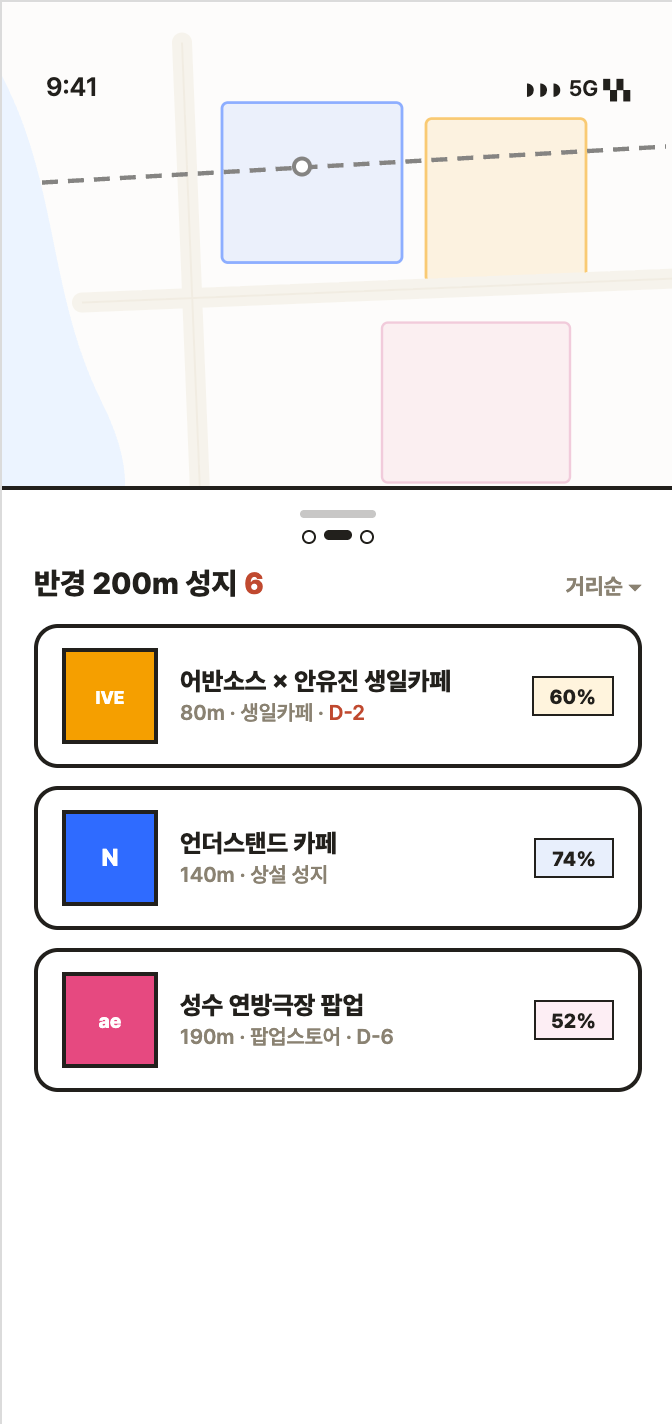 9:41
5G
반경 200m 성지 6
거리순
IVE
어반소스 × 안유진 생일카페
80m · 생일카페 · D-2
60%
N
언더스탠드 카페
140m · 상설 성지
74%
ae
성수 연방극장 팝업
190m · 팝업스토어 · D-6
52%